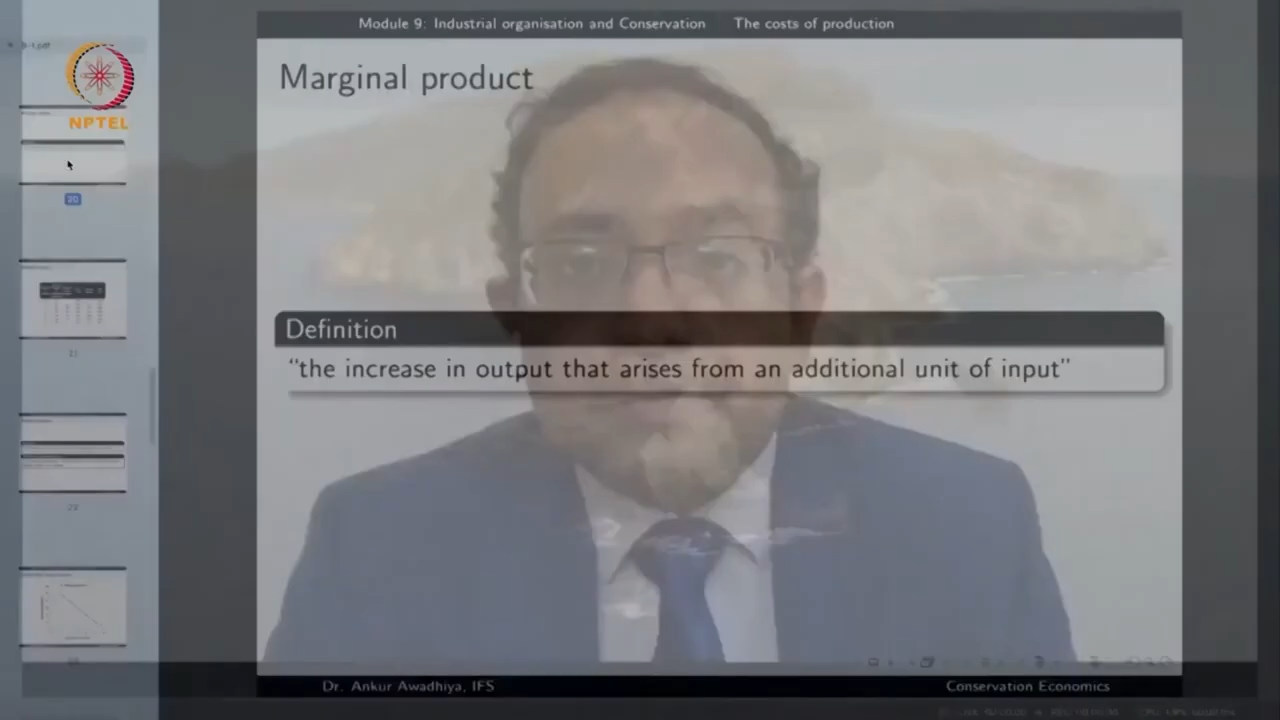 Module 9: Industrial organisation and Conservation The costs of production
NPTEL
Marginal product
Definition
“the increase in output that arises from an additional unit of input”
Dr. Ankur Awadhiya, IFS
Conservation Economics